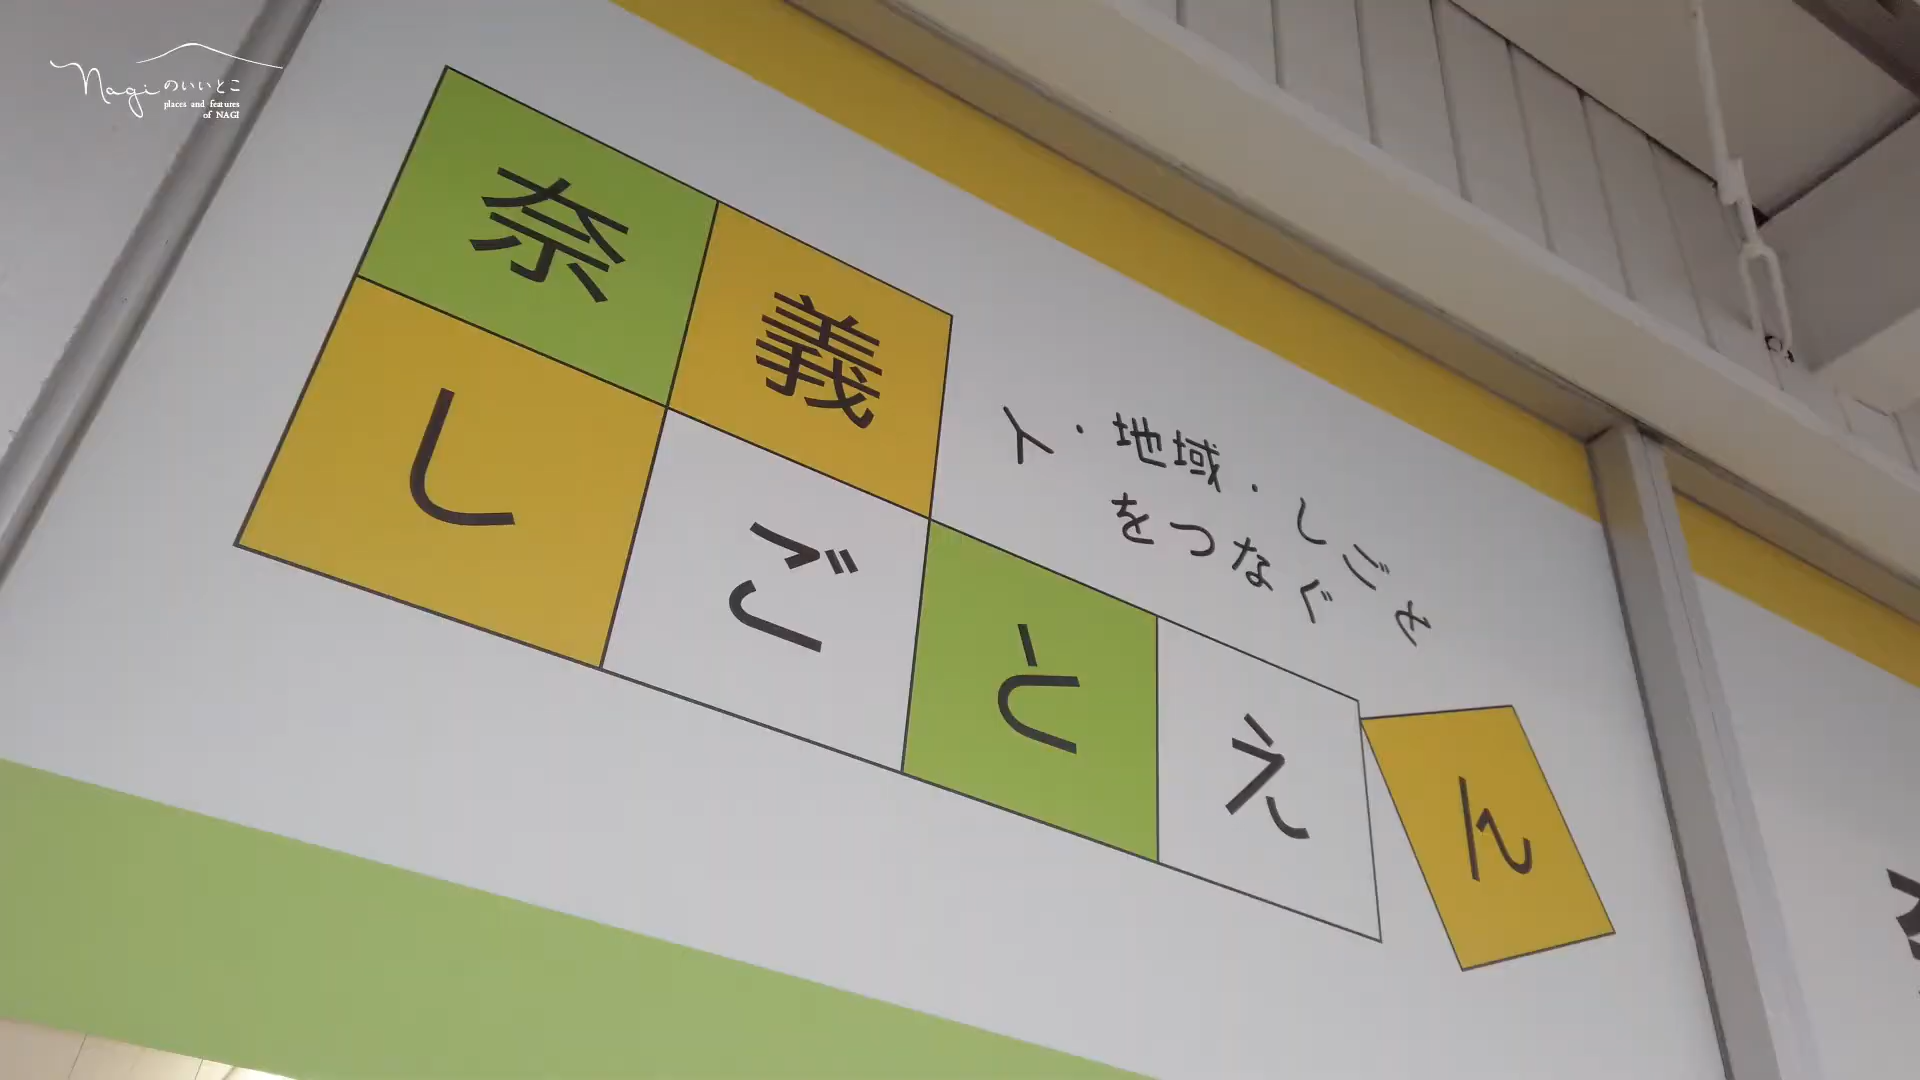 Nagiのいいとこ
places and features
of NAGI
奈義
しごとえん
人・地域・しごと
をつなぐ